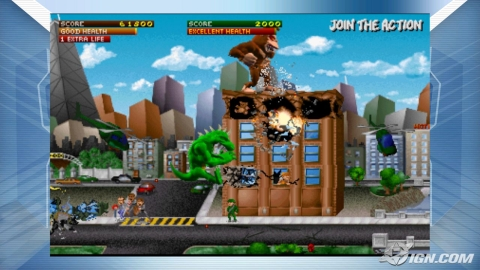 SCORE 61800
GOOD HEALTH
1 EXTRA LIFE
SCORE 2000
EXCELLENT HEALTH
JOIN THE ACTION
IGN.COM